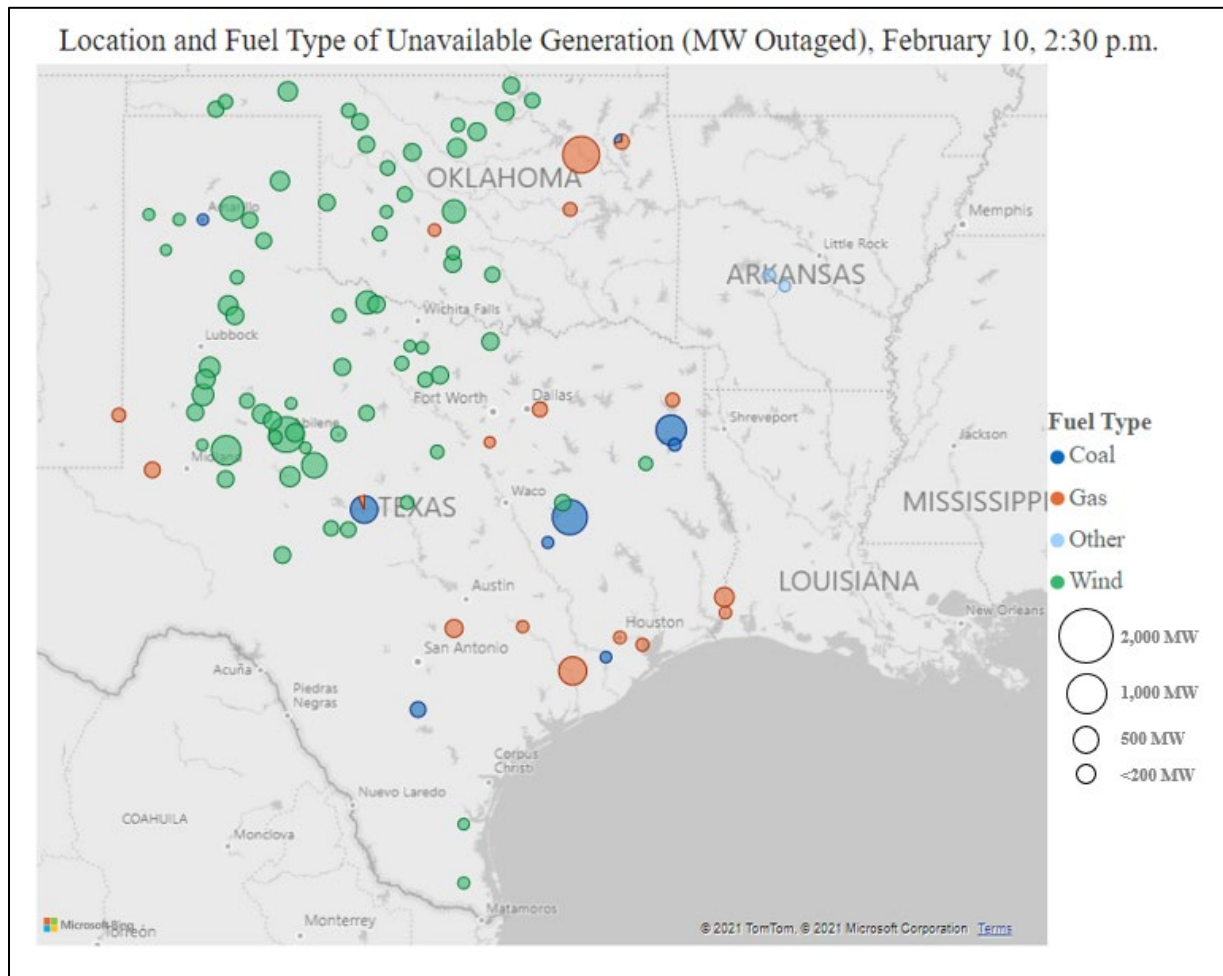 Location and Fuel Type of Unavailable Generation (MW Outaged), February 10, 2:30 p.m.
OKLAHOMA
Memphis
Amarillo
Little Rock
ARKANSAS
Wichita Falls
Lubbock
Fort Worth
Dallas
Shreveport
Abilene
Jackson
Midland
Waco
TEXAS
MISSISSIPPI
LOUISIANA
Austin
New Orleans
Houston
San Antonio
Acuña
Piedras
Negras
Corpus
Christi
Nuevo Laredo
COAHUILA
Monclova
Matamoros
Monterrey
Torreón
Microsoft Bing
© 2021 TomTom, © 2021 Microsoft Corporation Terms
Fuel Type
Coal
Gas
Other
Wind
2,000 MW
1,000 MW
500 MW
<200 MW